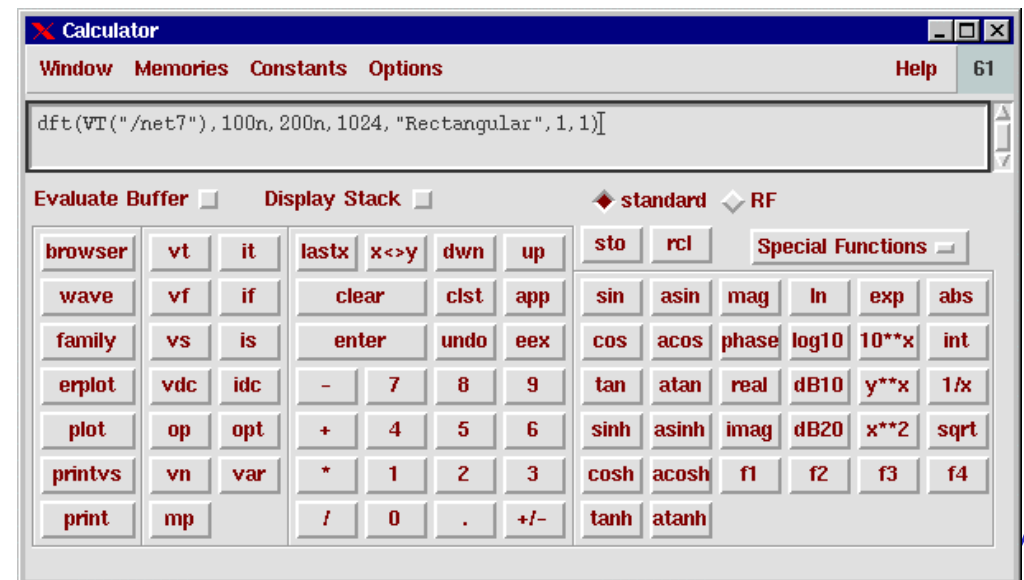 Calculator
Window Memories Constants Options Help 61
dft(VT("/net7"),100n,200n,1024,"Rectangular",1,1)
Evaluate Buffer Display Stack standard RF
browser vt it lastx x<>y dwn up sto rcl Special Functions
wave vf if clear clst app sin asin mag ln exp abs
family vs is enter undo eex cos acos phase log10 10**x int
erplot vdc idc - 7 8 9 tan atan real dB10 y**x 1/x
plot op opt + 4 5 6 sinh asinh imag dB20 x**2 sqrt
printvs vn var * 1 2 3 cosh acosh f1 f2 f3 f4
print mp / 0 . +/- tanh atanh